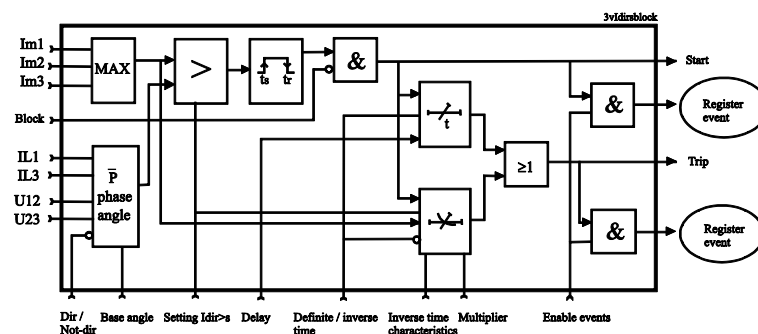 3vIdirsblock
Im1
Im2
Im3
MAX
>
ts tr
&
Start
Block
&
Register
event
t
IL1
IL3
U12
U23
P
phase
angle
≥1
Trip
&
Register
event
Dir /
Not-dir
Base angle
Setting Idir>s
Delay
Definite / inverse
time
Inverse time
characteristics
Multiplier
Enable events